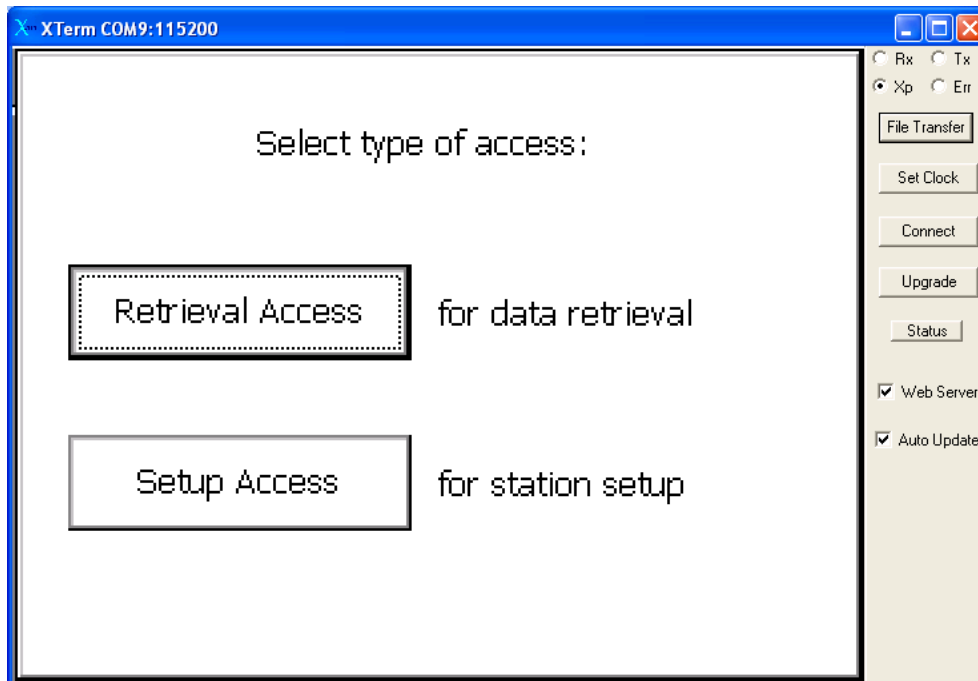 XTerm COM9:115200
Rx Tx
Xp Err
File Transfer
Set Clock
Connect
Upgrade
Status
Web Server
Auto Update
Select type of access:
Retrieval Access for data retrieval
Setup Access for station setup